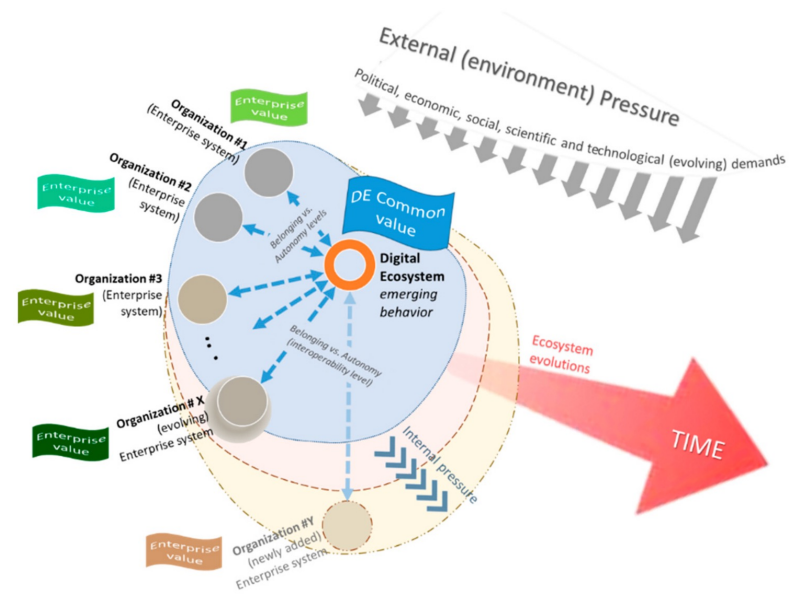 External (environment) Pressure
Political, economic, social, scientific and technological (evolving) demands
Enterprise
value
Organization #1
(Enterprise system)
Enterprise
value
Organization #2
(Enterprise
system)
DE Common
value
Belonging vs.
Autonomy levels
Digital
Ecosystem
emerging
behavior
Enterprise
value
Organization #3
(Enterprise
system)
...
Belonging vs. Autonomy
(interoperability level)
Ecosystem
evolutions
TIME
Enterprise
value
Organization # X
(evolving)
Enterprise system
Internal pressure
Enterprise
value
Organization #Y
(newly added)
Enterprise system